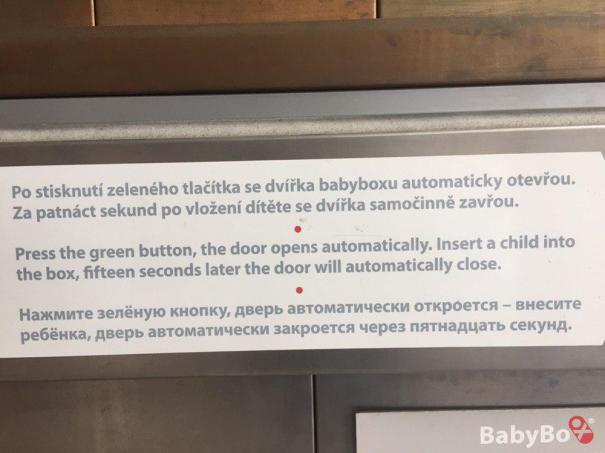 Po stisknutí zeleného tlačítka se dvířka babyboxu automaticky otevřou.
Za patnáct sekund po vložení dítěte se dvířka samočinně zavřou.
Press the green button, the door opens automatically. Insert a child into
the box, fifteen seconds later the door will automatically close.
Нажмите зелёную кнопку, дверь автоматически откроется – внесите
ребёнка, дверь автоматически закроется через пятнадцать секунд.
BabyBox